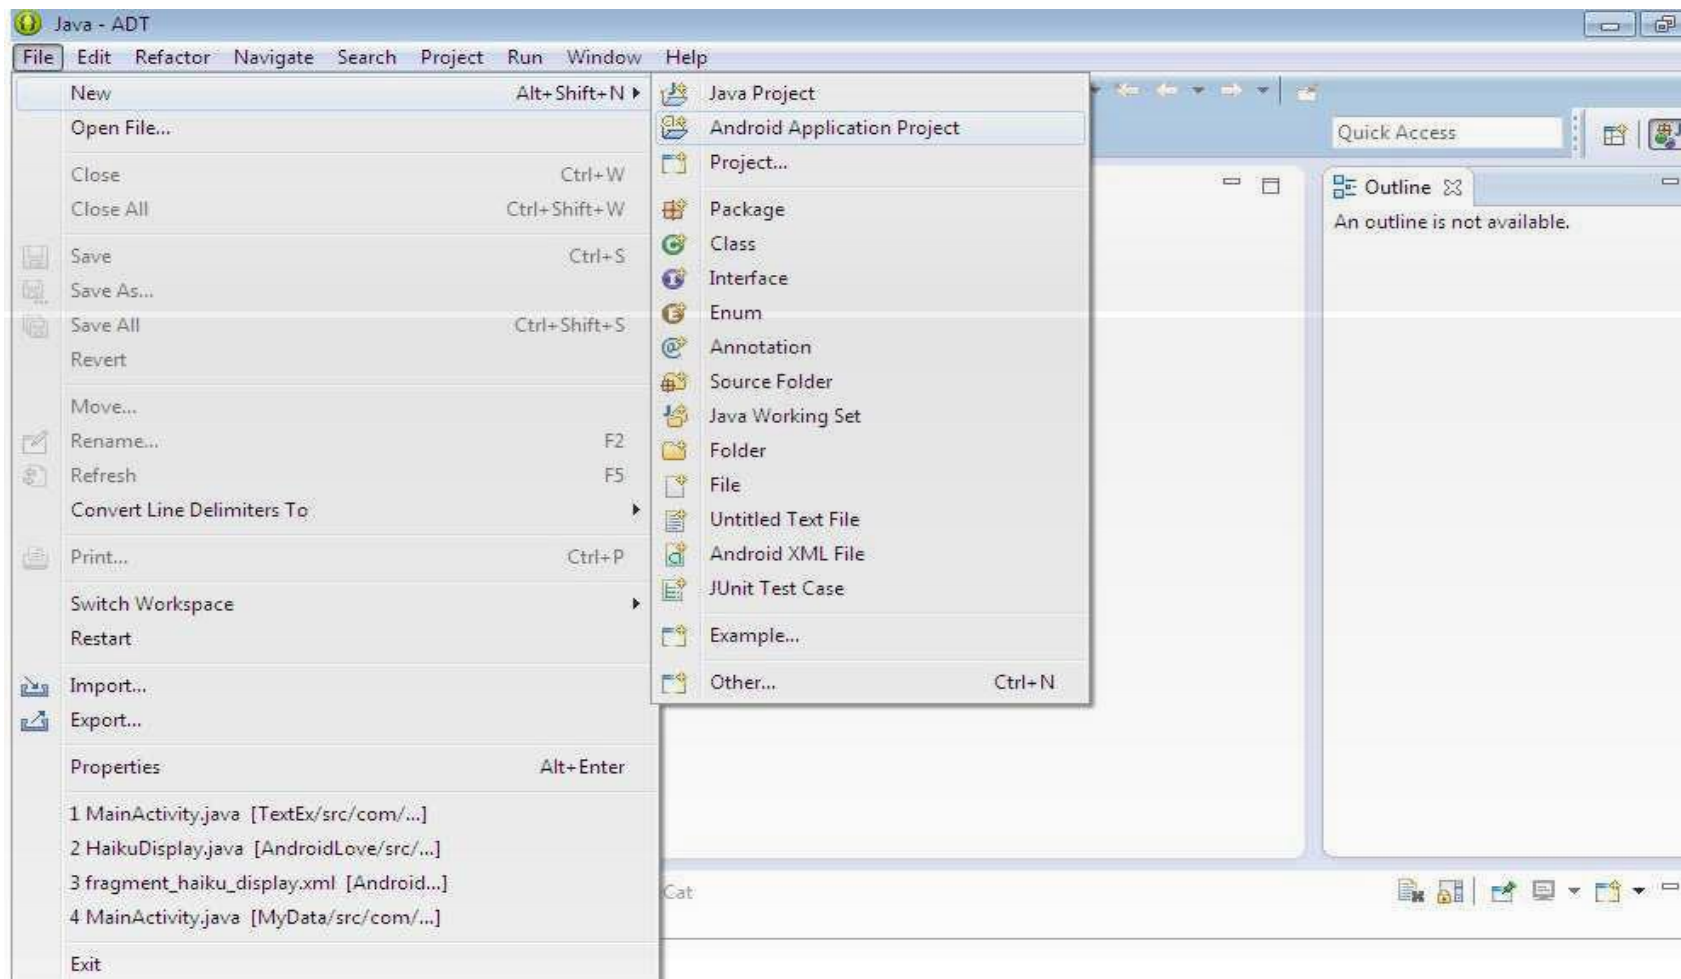 Java - ADT
File Edit Refactor Navigate Search Project Run Window Help
New Alt+Shift+N
Open File...
Close Ctrl+W
Close All Ctrl+Shift+W
Save Ctrl+S
Save As...
Save All Ctrl+Shift+S
Revert
Move...
Rename... F2
Refresh F5
Convert Line Delimiters To
Print... Ctrl+P
Switch Workspace
Restart
Import...
Export...
Properties Alt+Enter
1 MainActivity.java [TextEx/src/com/...]
2 HaikuDisplay.java [AndroidLove/src/...]
3 fragment_haiku_display.xml [Android...]
4 MainActivity.java [MyData/src/com/...]
Exit
Java Project
Android Application Project
Project...
Package
Class
Interface
Enum
Annotation
Source Folder
Java Working Set
Folder
File
Untitled Text File
Android XML File
JUnit Test Case
Example...
Other... Ctrl+N
Quick Access
Outline
An outline is not available.
Cat